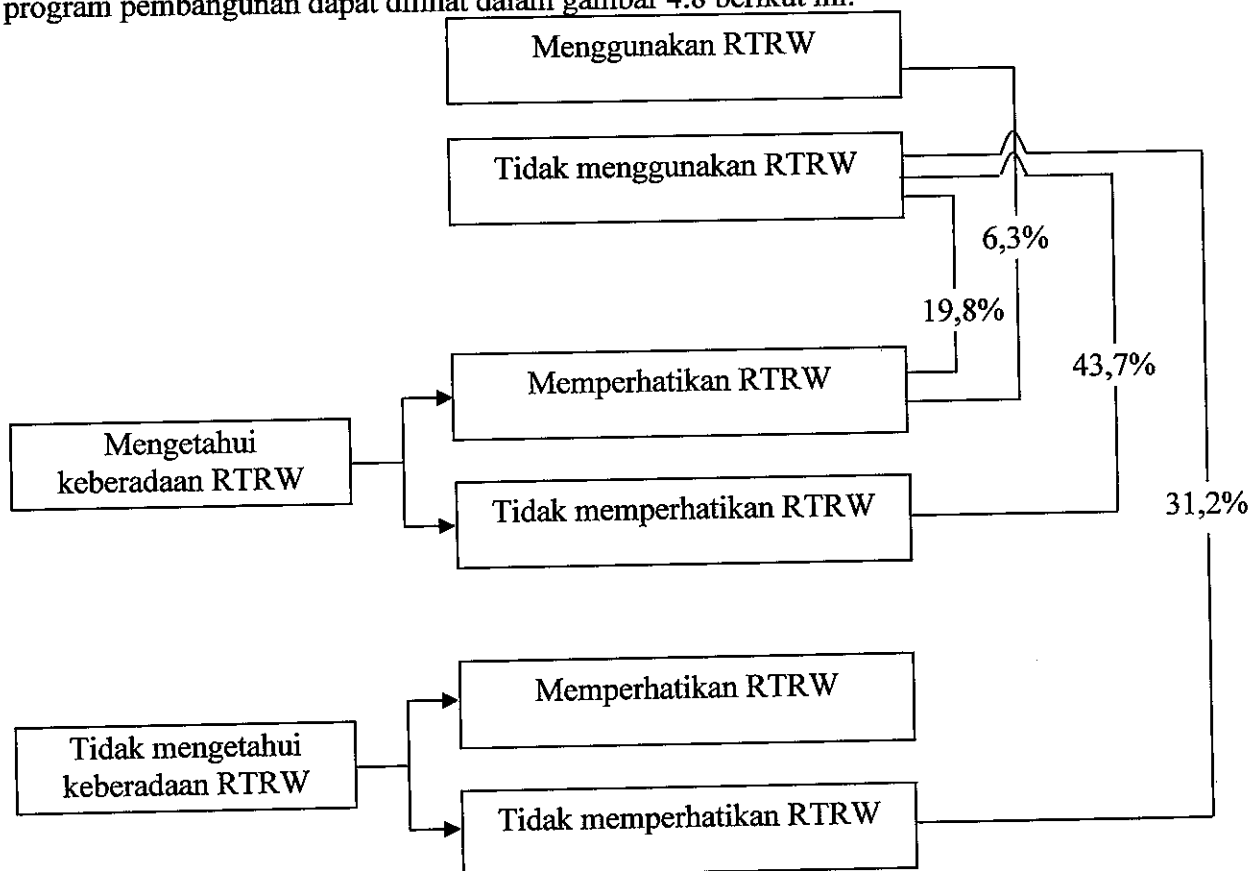 program pembangunan dapat dilihat dalam gambar 4.8 berikut ini.
Menggunakan RTRW
Tidak menggunakan RTRW
6,3%
19,8%
43,7%
Memperhatikan RTRW
Mengetahui
keberadaan RTRW
Tidak memperhatikan RTRW
31,2%
Memperhatikan RTRW
Tidak mengetahui
keberadaan RTRW
Tidak memperhatikan RTRW